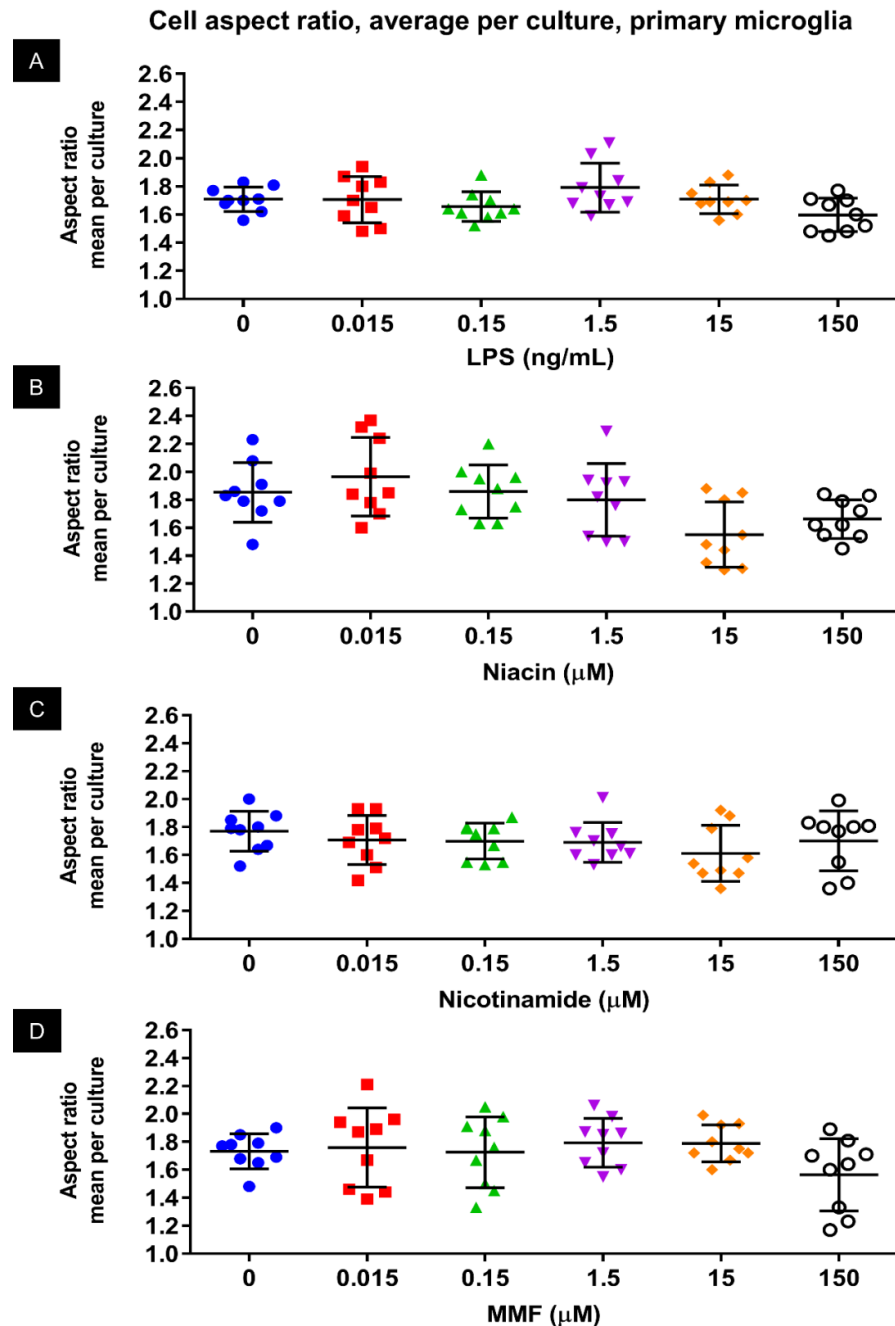 Cell aspect ratio, average per culture, primary microglia
A
Aspect ratio
mean per culture
2.6
2.4
2.2
2.0
1.8
1.6
1.4
1.2
1.0
0 0.015 0.15 1.5 15 150
LPS (ng/mL)
B
Aspect ratio
mean per culture
2.6
2.4
2.2
2.0
1.8
1.6
1.4
1.2
1.0
0 0.015 0.15 1.5 15 150
Niacin (μM)
C
Aspect ratio
mean per culture
2.6
2.4
2.2
2.0
1.8
1.6
1.4
1.2
1.0
0 0.015 0.15 1.5 15 150
Nicotinamide (μM)
D
Aspect ratio
mean per culture
2.6
2.4
2.2
2.0
1.8
1.6
1.4
1.2
1.0
0 0.015 0.15 1.5 15 150
MMF (μM)